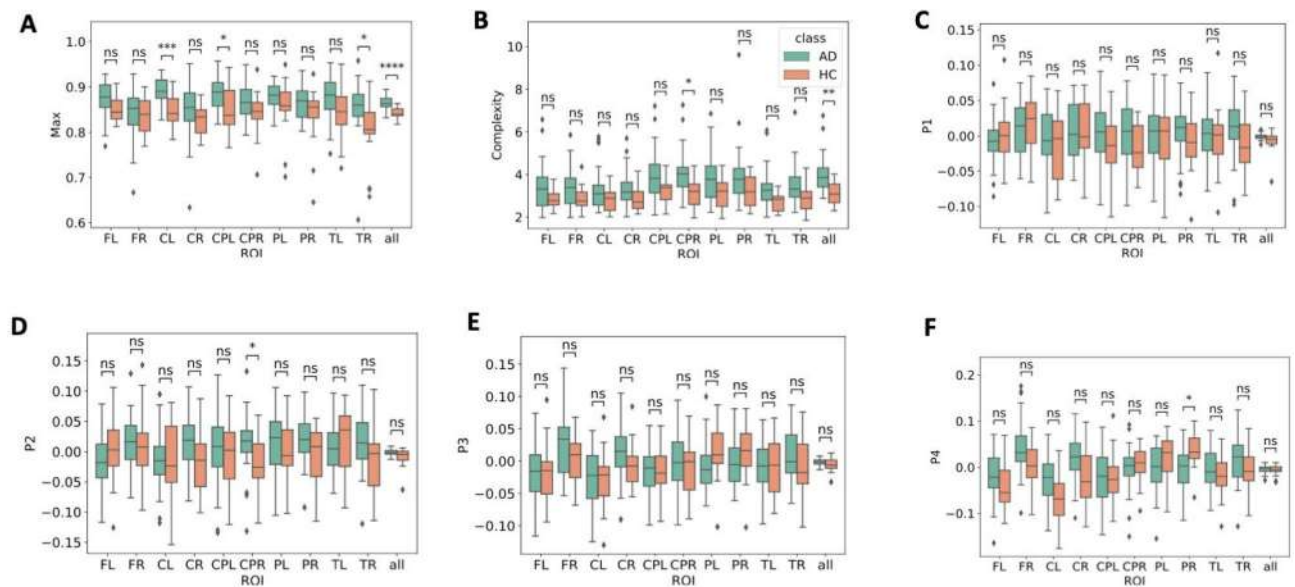 A
Max
1.0
0.9
0.8
0.7
0.6
ns ns *** ns * ns ns ns ns * ****
FL FR CL CR CPL CPR PL PR TL TR all
ROI
B
Complexity
10
8
6
4
2
class
AD
HC
ns ns ns ns ns * ns ns ns ns **
FL FR CL CR CPL CPR PL PR TL TR all
ROI
C
P1
0.15
0.10
0.05
0.00
−0.05
−0.10
ns ns ns ns ns ns ns ns ns ns ns
FL FR CL CR CPL CPR PL PR TL TR all
ROI
D
P2
0.15
0.10
0.05
0.00
−0.05
−0.10
−0.15
ns ns ns ns ns * ns ns ns ns ns
FL FR CL CR CPL CPR PL PR TL TR all
ROI
E
P3
0.15
0.10
0.05
0.00
−0.05
−0.10
ns ns ns ns ns ns ns ns ns ns ns
FL FR CL CR CPL CPR PL PR TL TR all
ROI
F
P4
0.2
0.1
0.0
−0.1
ns ns ns ns ns ns ns * ns ns ns
FL FR CL CR CPL CPR PL PR TL TR all
ROI